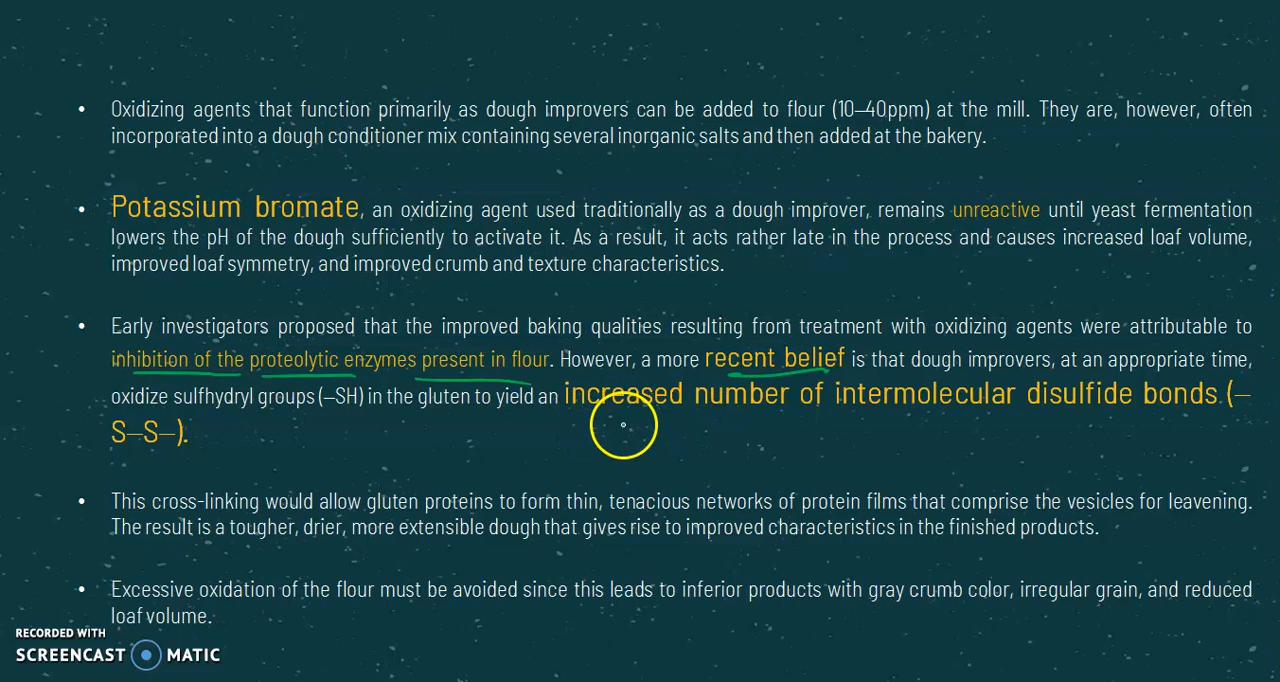 • Oxidizing agents that function primarily as dough improvers can be added to flour (10–40ppm) at the mill. They are, however, often
incorporated into a dough conditioner mix containing several inorganic salts and then added at the bakery.
• Potassium bromate, an oxidizing agent used traditionally as a dough improver, remains unreactive until yeast fermentation
lowers the pH of the dough sufficiently to activate it. As a result, it acts rather late in the process and causes increased loaf volume,
improved loaf symmetry, and improved crumb and texture characteristics.
• Early investigators proposed that the improved baking qualities resulting from treatment with oxidizing agents were attributable to
inhibition of the proteolytic enzymes present in flour. However, a more recent belief is that dough improvers, at an appropriate time,
oxidize sulfhydryl groups (–SH) in the gluten to yield an increased number of intermolecular disulfide bonds (–
S–S–).
• This cross-linking would allow gluten proteins to form thin, tenacious networks of protein films that comprise the vesicles for leavening.
The result is a tougher, drier, more extensible dough that gives rise to improved characteristics in the finished products.
• Excessive oxidation of the flour must be avoided since this leads to inferior products with gray crumb color, irregular grain, and reduced
loaf volume.
RECORDED WITH
SCREENCAST MATIC